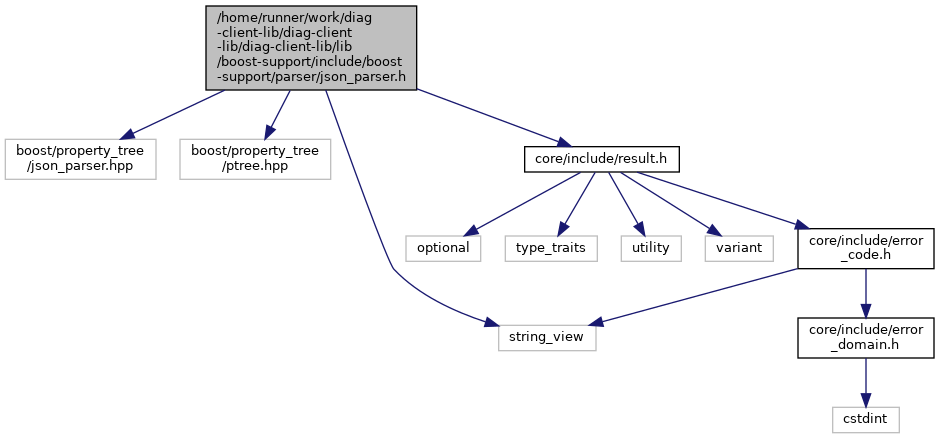 /home/runner/work/diag
-client-lib/diag-client
-lib/diag-client-lib/lib
/boost-support/include/boost
-support/parser/json_parser.h
boost/property_tree
/json_parser.hpp
boost/property_tree
/ptree.hpp
core/include/result.h
optional
type_traits
utility
variant
core/include/error
_code.h
string_view
core/include/error
_domain.h
cstdint